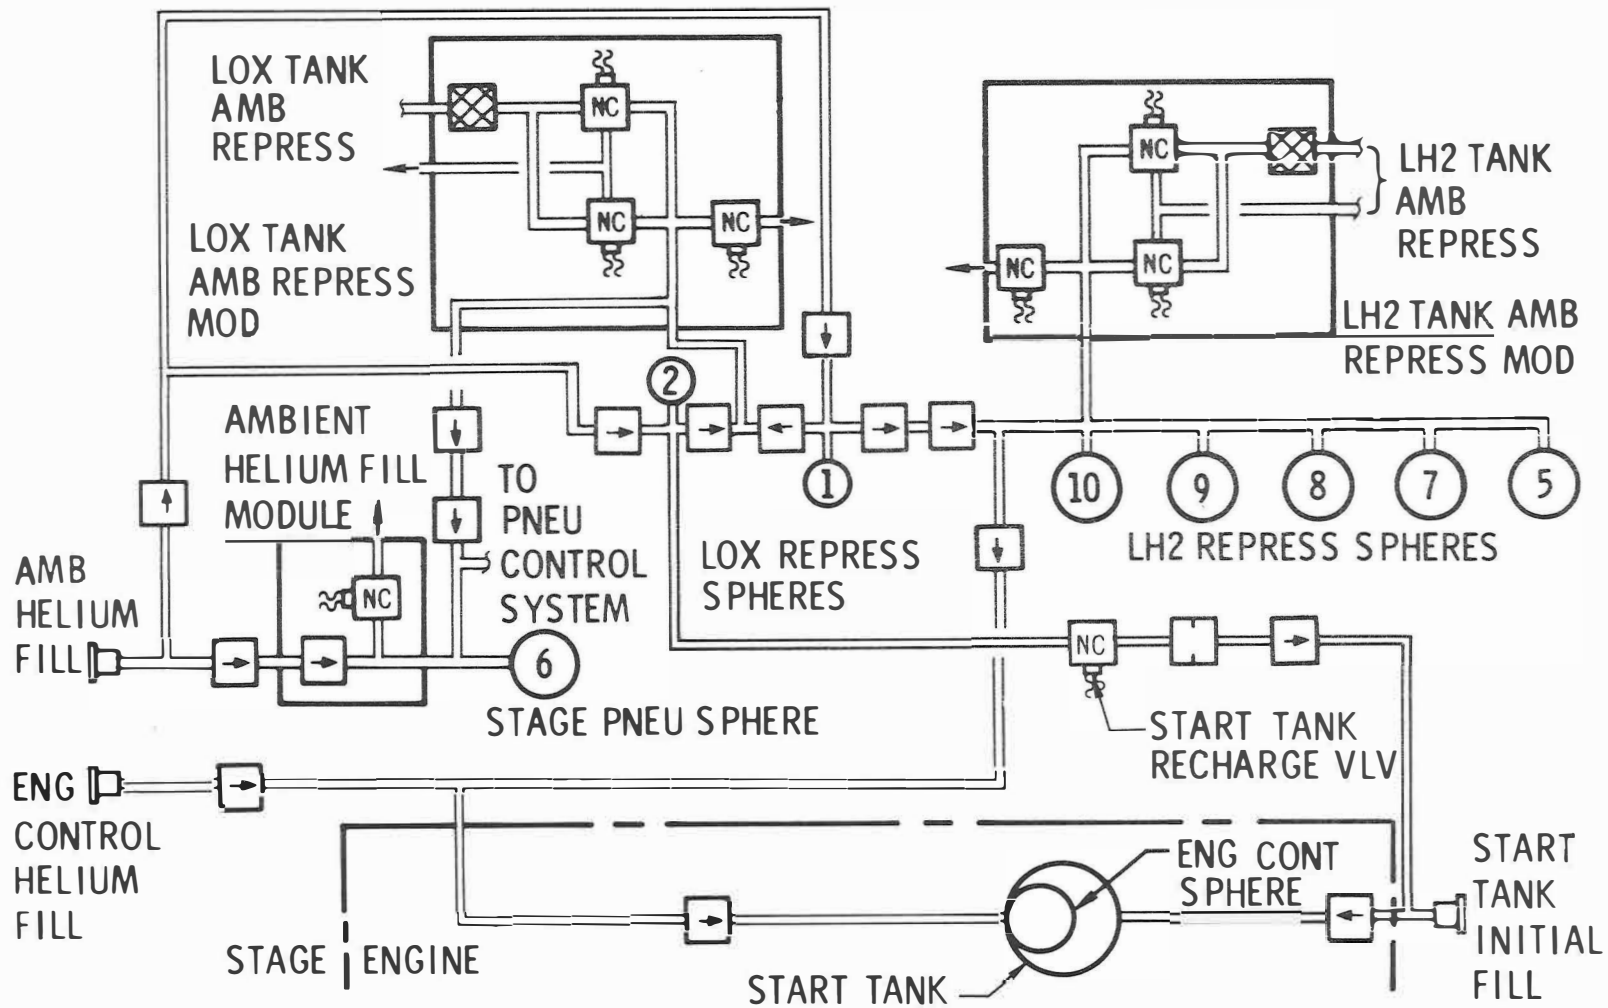 LOX TANK
AMB
REPRESS
NC
NC
NC
LOX TANK
AMB REPRESS
MOD
NC
NC
NC
LH2 TANK
AMB
REPRESS
LH2 TANK AMB
REPRESS MOD
2
1
10
9
8
7
5
LH2 REPRESS SPHERES
AMBIENT
HELIUM FILL
MODULE
TO
PNEU
CONTROL
SYSTEM
LOX REPRESS
SPHERES
AMB
HELIUM
FILL
NC
6
STAGE PNEU SPHERE
NC
START TANK
RECHARGE VLV
ENG
CONTROL
HELIUM
FILL
ENG CONT
SPHERE
START
TANK
INITIAL
FILL
STAGE
ENGINE
START TANK